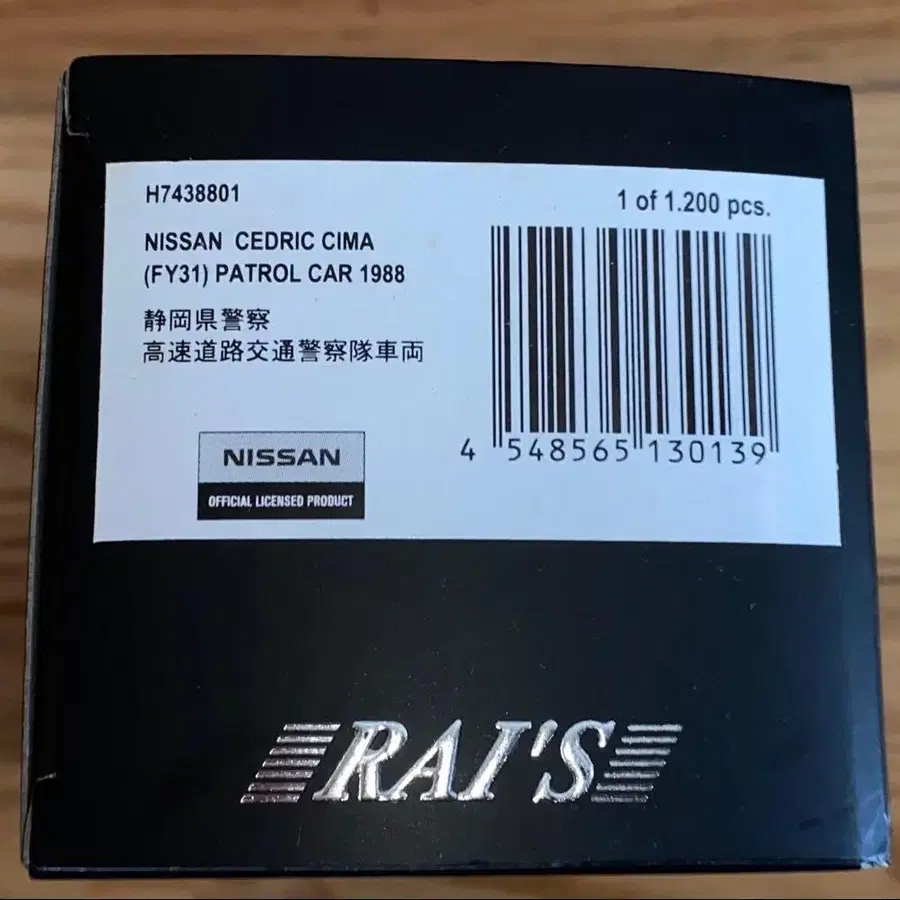 H7438801
1 of 1.200 pcs.
NISSAN CEDRIC CIMA
(FY31) PATROL CAR 1988
静岡県警察
高速道路交通警察隊車両
4 548565 130139
NISSAN
OFFICIAL LICENSED PRODUCT
RAI'S